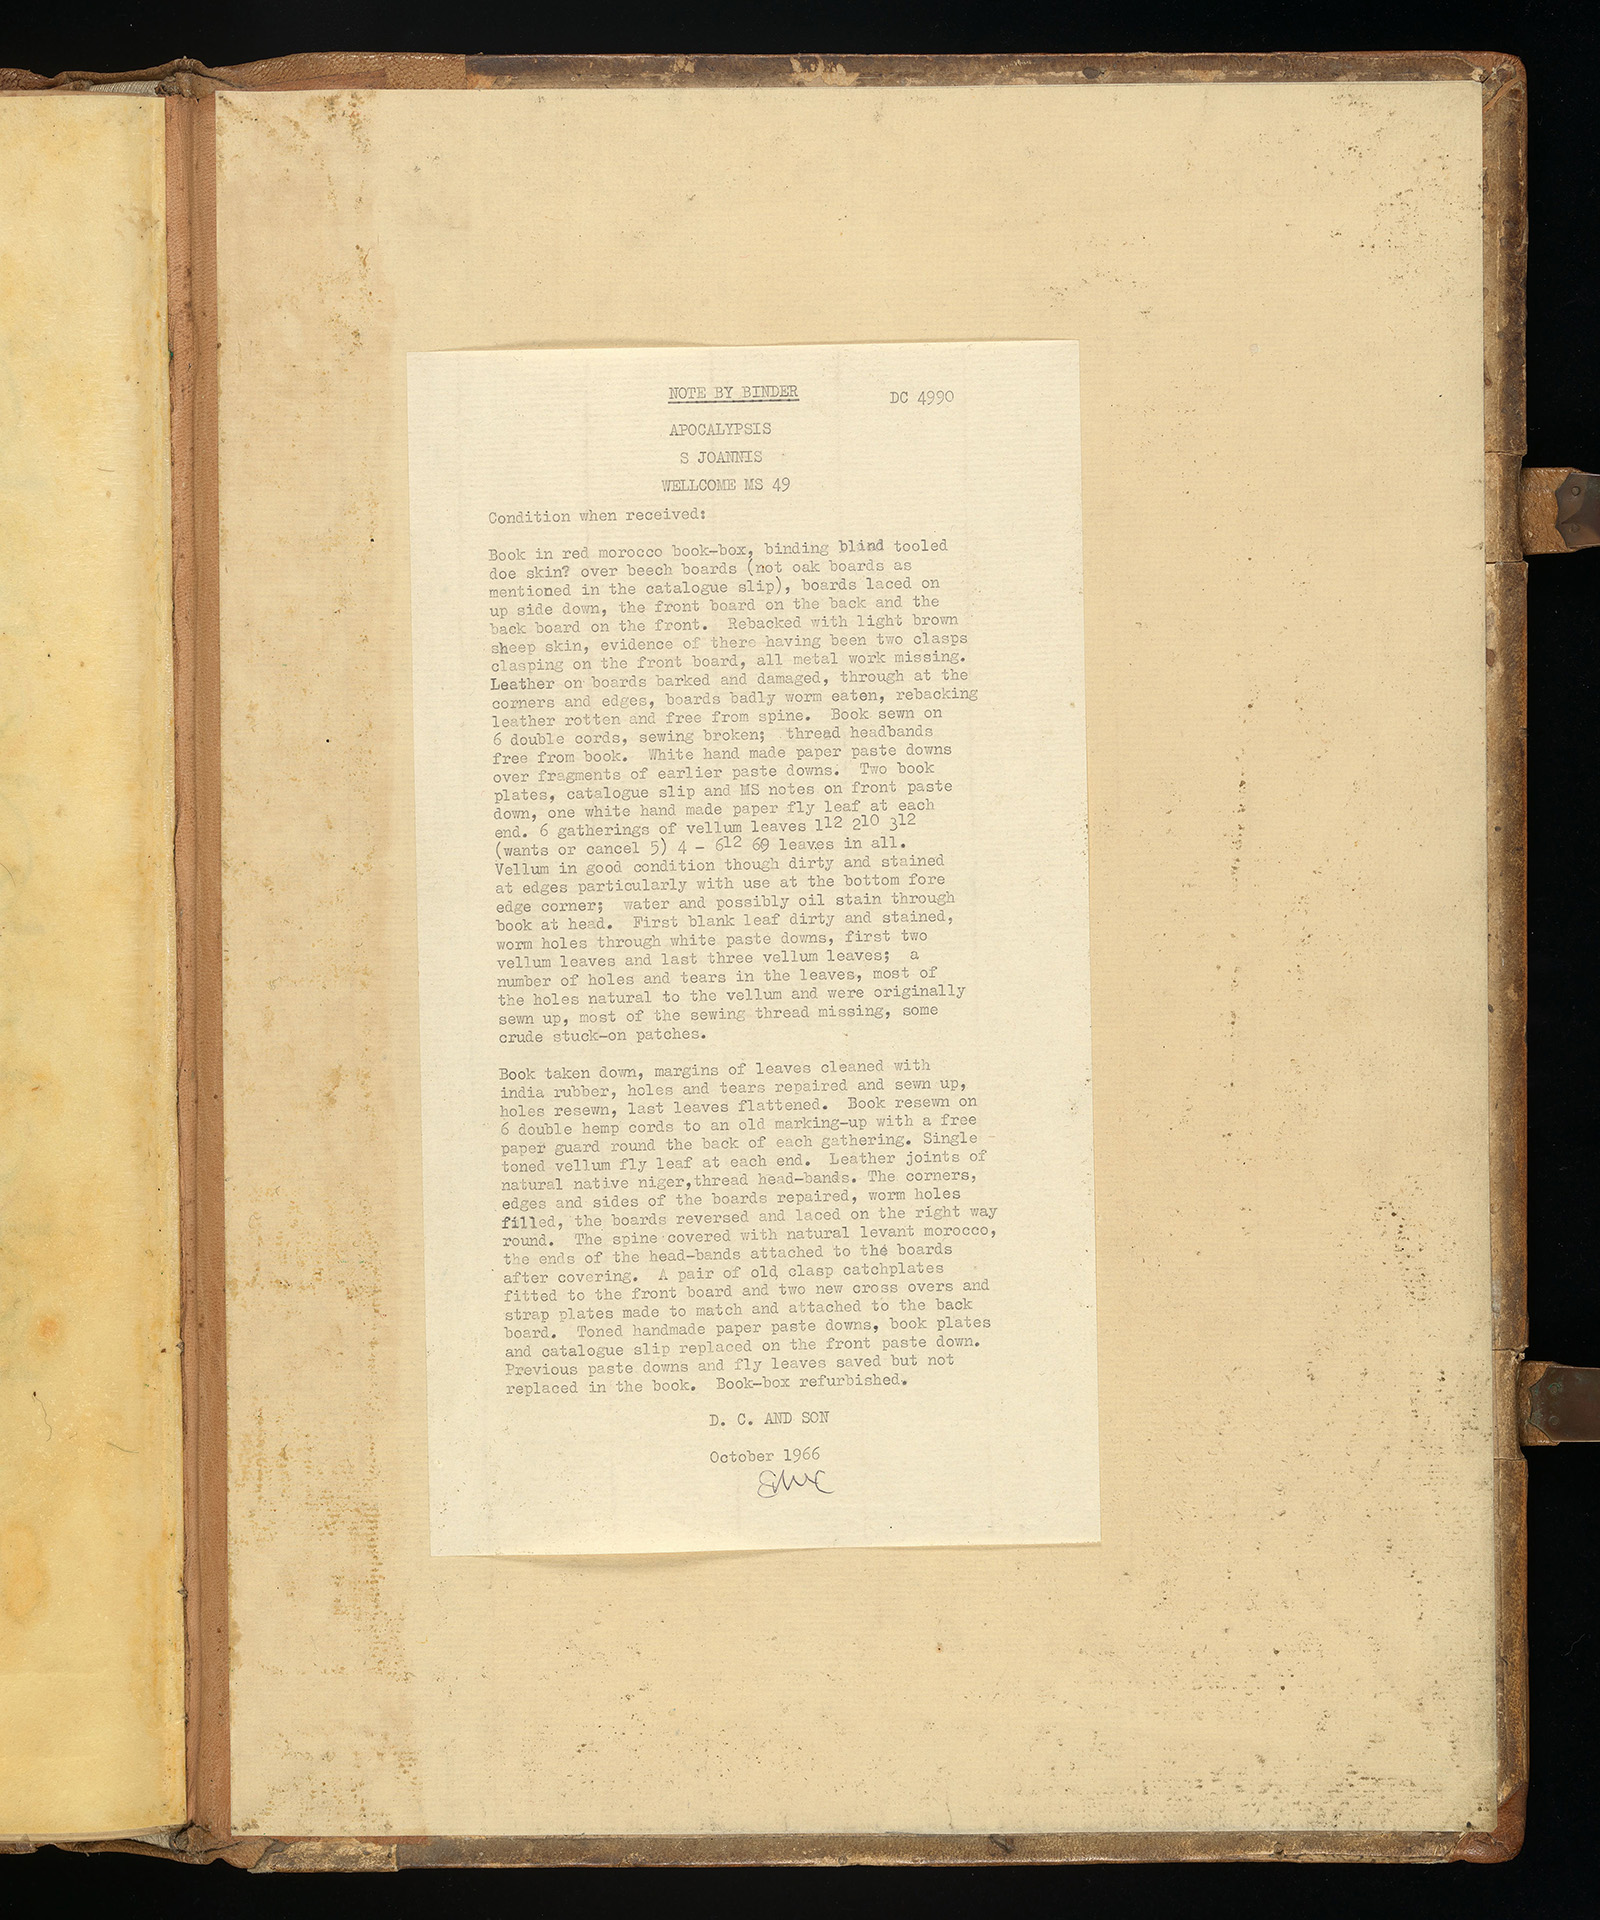 NOTE BY BINDER DC 4990
APOCALYPSIS
S JOANNIS
WELLCOME MS 49
Condition when received:
Book in red morocco book-box, binding blind tooled
doe skin? over beech boards (not oak boards as
mentioned in the catalogue slip), boards laced on
up side down, the front board on the back and the
back board on the front. Rebacked with light brown
sheep skin, evidence of there having been two clasps
clasping on the front board, all metal work missing.
Leather on boards barked and damaged, through at the
corners and edges, boards badly worm eaten, rebacking
leather rotten and free from spine. Book sewn on
6 double cords, sewing broken; thread headbands
free from book. White hand made paper paste downs
over fragments of earlier paste downs. Two book
plates, catalogue slip and MS notes on front paste
down, one white hand made paper fly leaf at each
end. 6 gatherings of vellum leaves 112 210 312
(wants or cancel 5) 4 - 612 69 leaves in all.
Vellum in good condition though dirty and stained
at edges particularly with use at the bottom fore
edge corner; water and possibly oil stain through
book at head. First blank leaf dirty and stained,
worm holes through white paste downs, first two
vellum leaves and last three vellum leaves; a
number of holes and tears in the leaves, most of
the holes natural to the vellum and were originally
sewn up, most of the sewing thread missing, some
crude stuck-on patches.
Book taken down, margins of leaves cleaned with
india rubber, holes and tears repaired and sewn up,
holes resewn, last leaves flattened. Book resewn on
6 double hemp cords to an old marking-up with a free
paper guard round the back of each gathering. Single
toned vellum fly leaf at each end. Leather joints of
natural native niger,thread head-bands. The corners,
edges and sides of the boards repaired, worm holes
filled, the boards reversed and laced on the right way
round. The spine covered with natural levant morocco,
the ends of the head-bands attached to the boards
after covering. A pair of old clasp catchplates
fitted to the front board and two new cross overs and
strap plates made to match and attached to the back
board. Toned handmade paper paste downs, book plates
and catalogue slip replaced on the front paste down.
Previous paste downs and fly leaves saved but not
replaced in the book. Book-box refurbished.
D. C. AND SON
October 1966